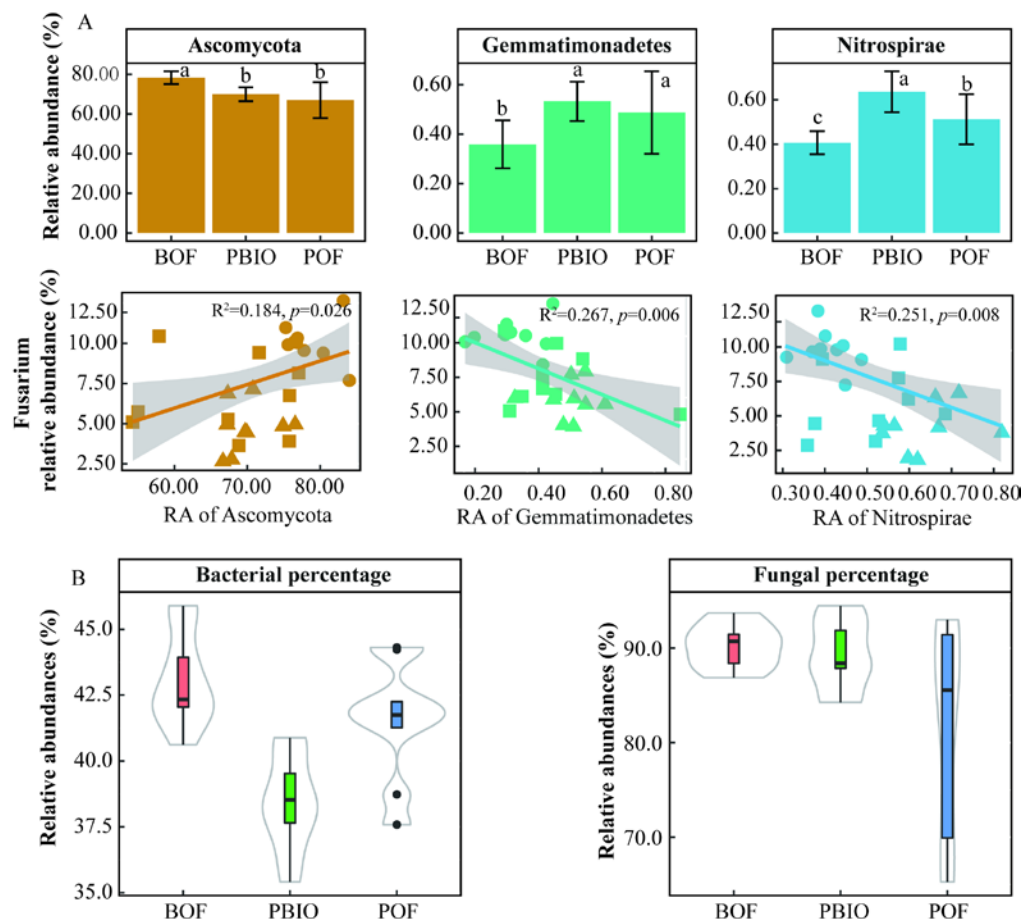 A
Ascomycota
Relative abundance (%)
80.00
60.00
40.00
20.00
0.00
a
b
b
BOF PBIO POF
Gemmatimonadetes
0.60
0.40
0.20
0.00
b
a
a
BOF PBIO POF
Nitrospirae
0.60
0.40
0.20
0.00
c
a
b
BOF PBIO POF
Fusarium
relative abundance (%)
12.50
10.00
7.50
5.00
2.50
R²=0.184, p=0.026
60.00 70.00 80.00
RA of Ascomycota
12.50
10.00
7.50
5.00
2.50
R²=0.267, p=0.006
0.20 0.40 0.60 0.80
RA of Gemmatimonadetes
12.50
10.00
7.50
5.00
2.50
R²=0.251, p=0.008
0.30 0.40 0.50 0.60 0.70 0.80
RA of Nitrospirae
B
Bacterial percentage
Relative abundances (%)
45.0
42.5
40.0
37.5
35.0
BOF PBIO POF
Fungal percentage
Relative abundances (%)
90.0
80.0
70.0
BOF PBIO POF